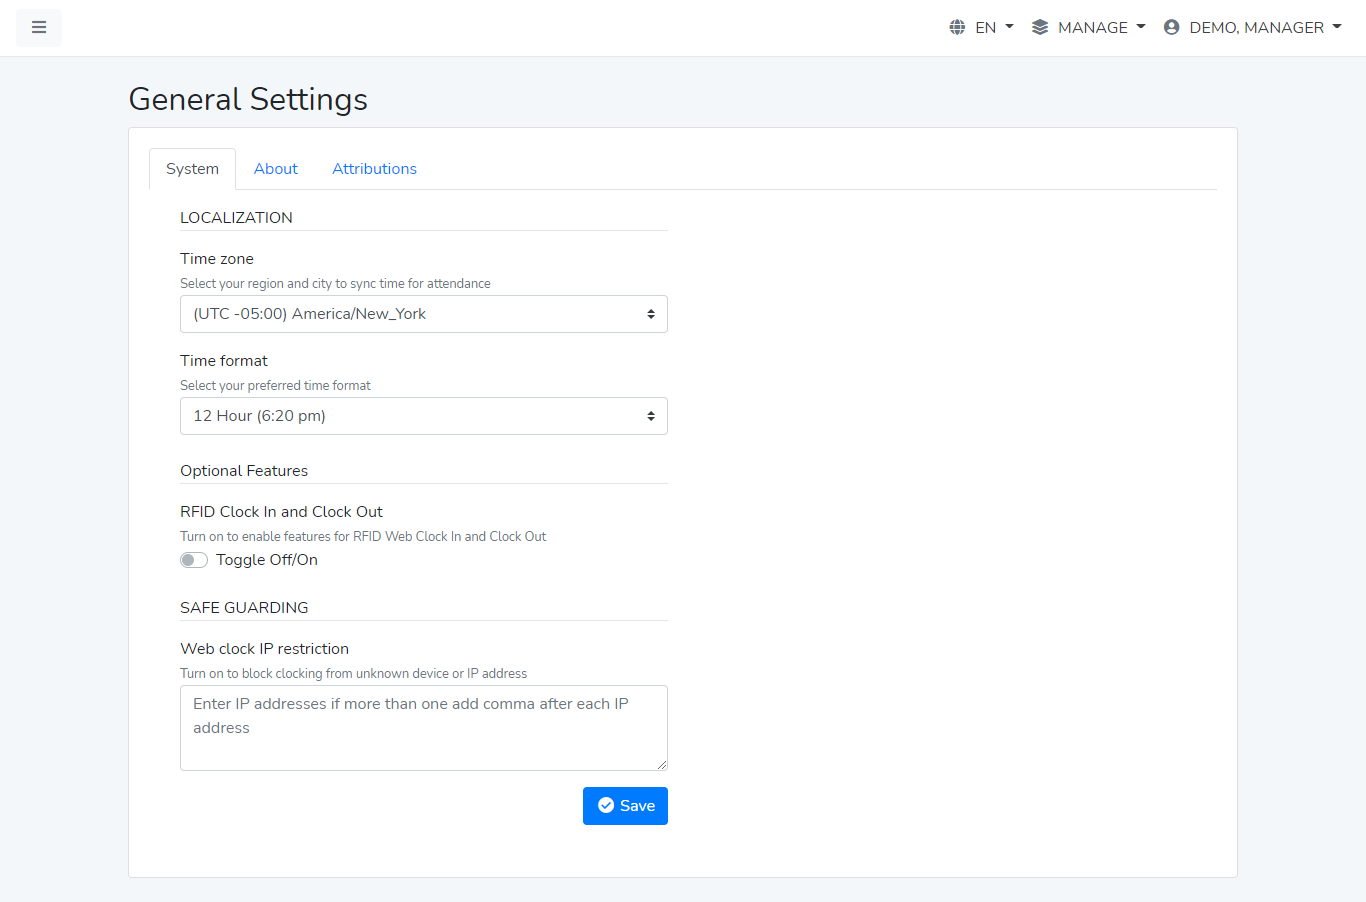 EN MANAGE DEMO, MANAGER
General Settings
System About Attributions
LOCALIZATION
Time zone
Select your region and city to sync time for attendance
(UTC -05:00) America/New_York
Time format
Select your preferred time format
12 Hour (6:20 pm)
Optional Features
RFID Clock In and Clock Out
Turn on to enable features for RFID Web Clock In and Clock Out
Toggle Off/On
SAFE GUARDING
Web clock IP restriction
Turn on to block clocking from unknown device or IP address
Enter IP addresses if more than one add comma after each IP
address
Save